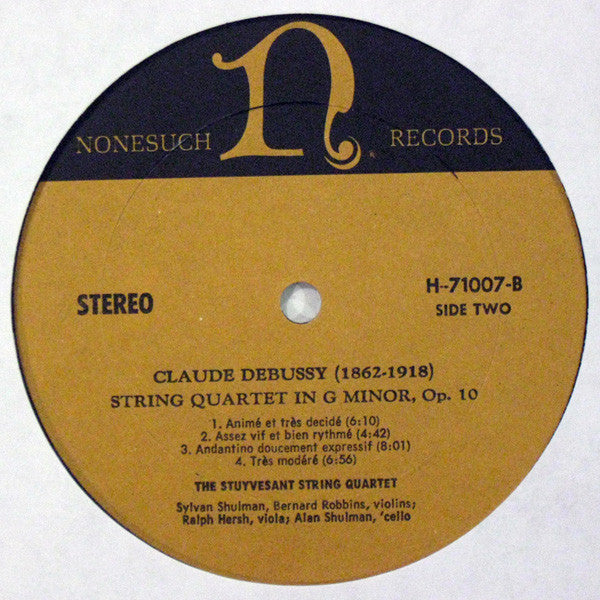 NONESUCH n RECORDS
STEREO
H-71007-B
SIDE TWO
CLAUDE DEBUSSY (1862-1918)
STRING QUARTET IN G MINOR, Op. 10
1. Animé et très decidé (6:10)
2. Assez vif et bien rythmé (4:42)
3. Andantino doucement expressif (8:01)
4. Très modéré (6:56)
THE STUYVESANT STRING QUARTET
Sylvan Shulman, Bernard Robbins, violins;
Ralph Hersh, viola; Alan Shulman, 'cello